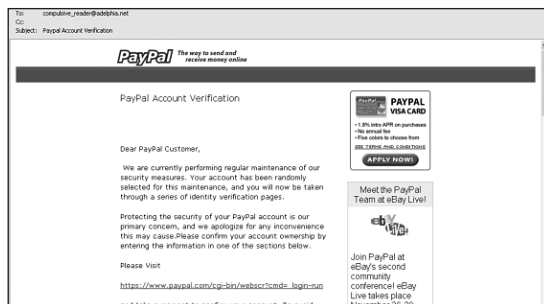 To: compulsive_reader@adelphia.net
Cc:
Subject: Paypal Account Verification
PayPal The way to send and
receive money online
PayPal Account Verification
Dear PayPal Customer,
We are currently performing regular maintenance of our
security measures. Your account has been randomly
selected for this maintenance, and you will now be taken
through a series of identity verification pages.
Protecting the security of your PayPal account is our
primary concern, and we apologize for any inconvenience
this may cause.Please confirm your account ownership by
entering the information in one of the sections below.
Please Visit
https://www.paypal.com/cgi-bin/webscr?cmd=_login-run
PayPal PAYPAL
VISA CARD
•1.9% intro APR on purchases
•No annual fee
•Five colors to choose from
SEE TERMS AND CONDITIONS
APPLY NOW!
Meet the PayPal
Team at eBay Live!
ebY Live!
Join PayPal at
eBay's second
community
conference! eBay
Live takes place